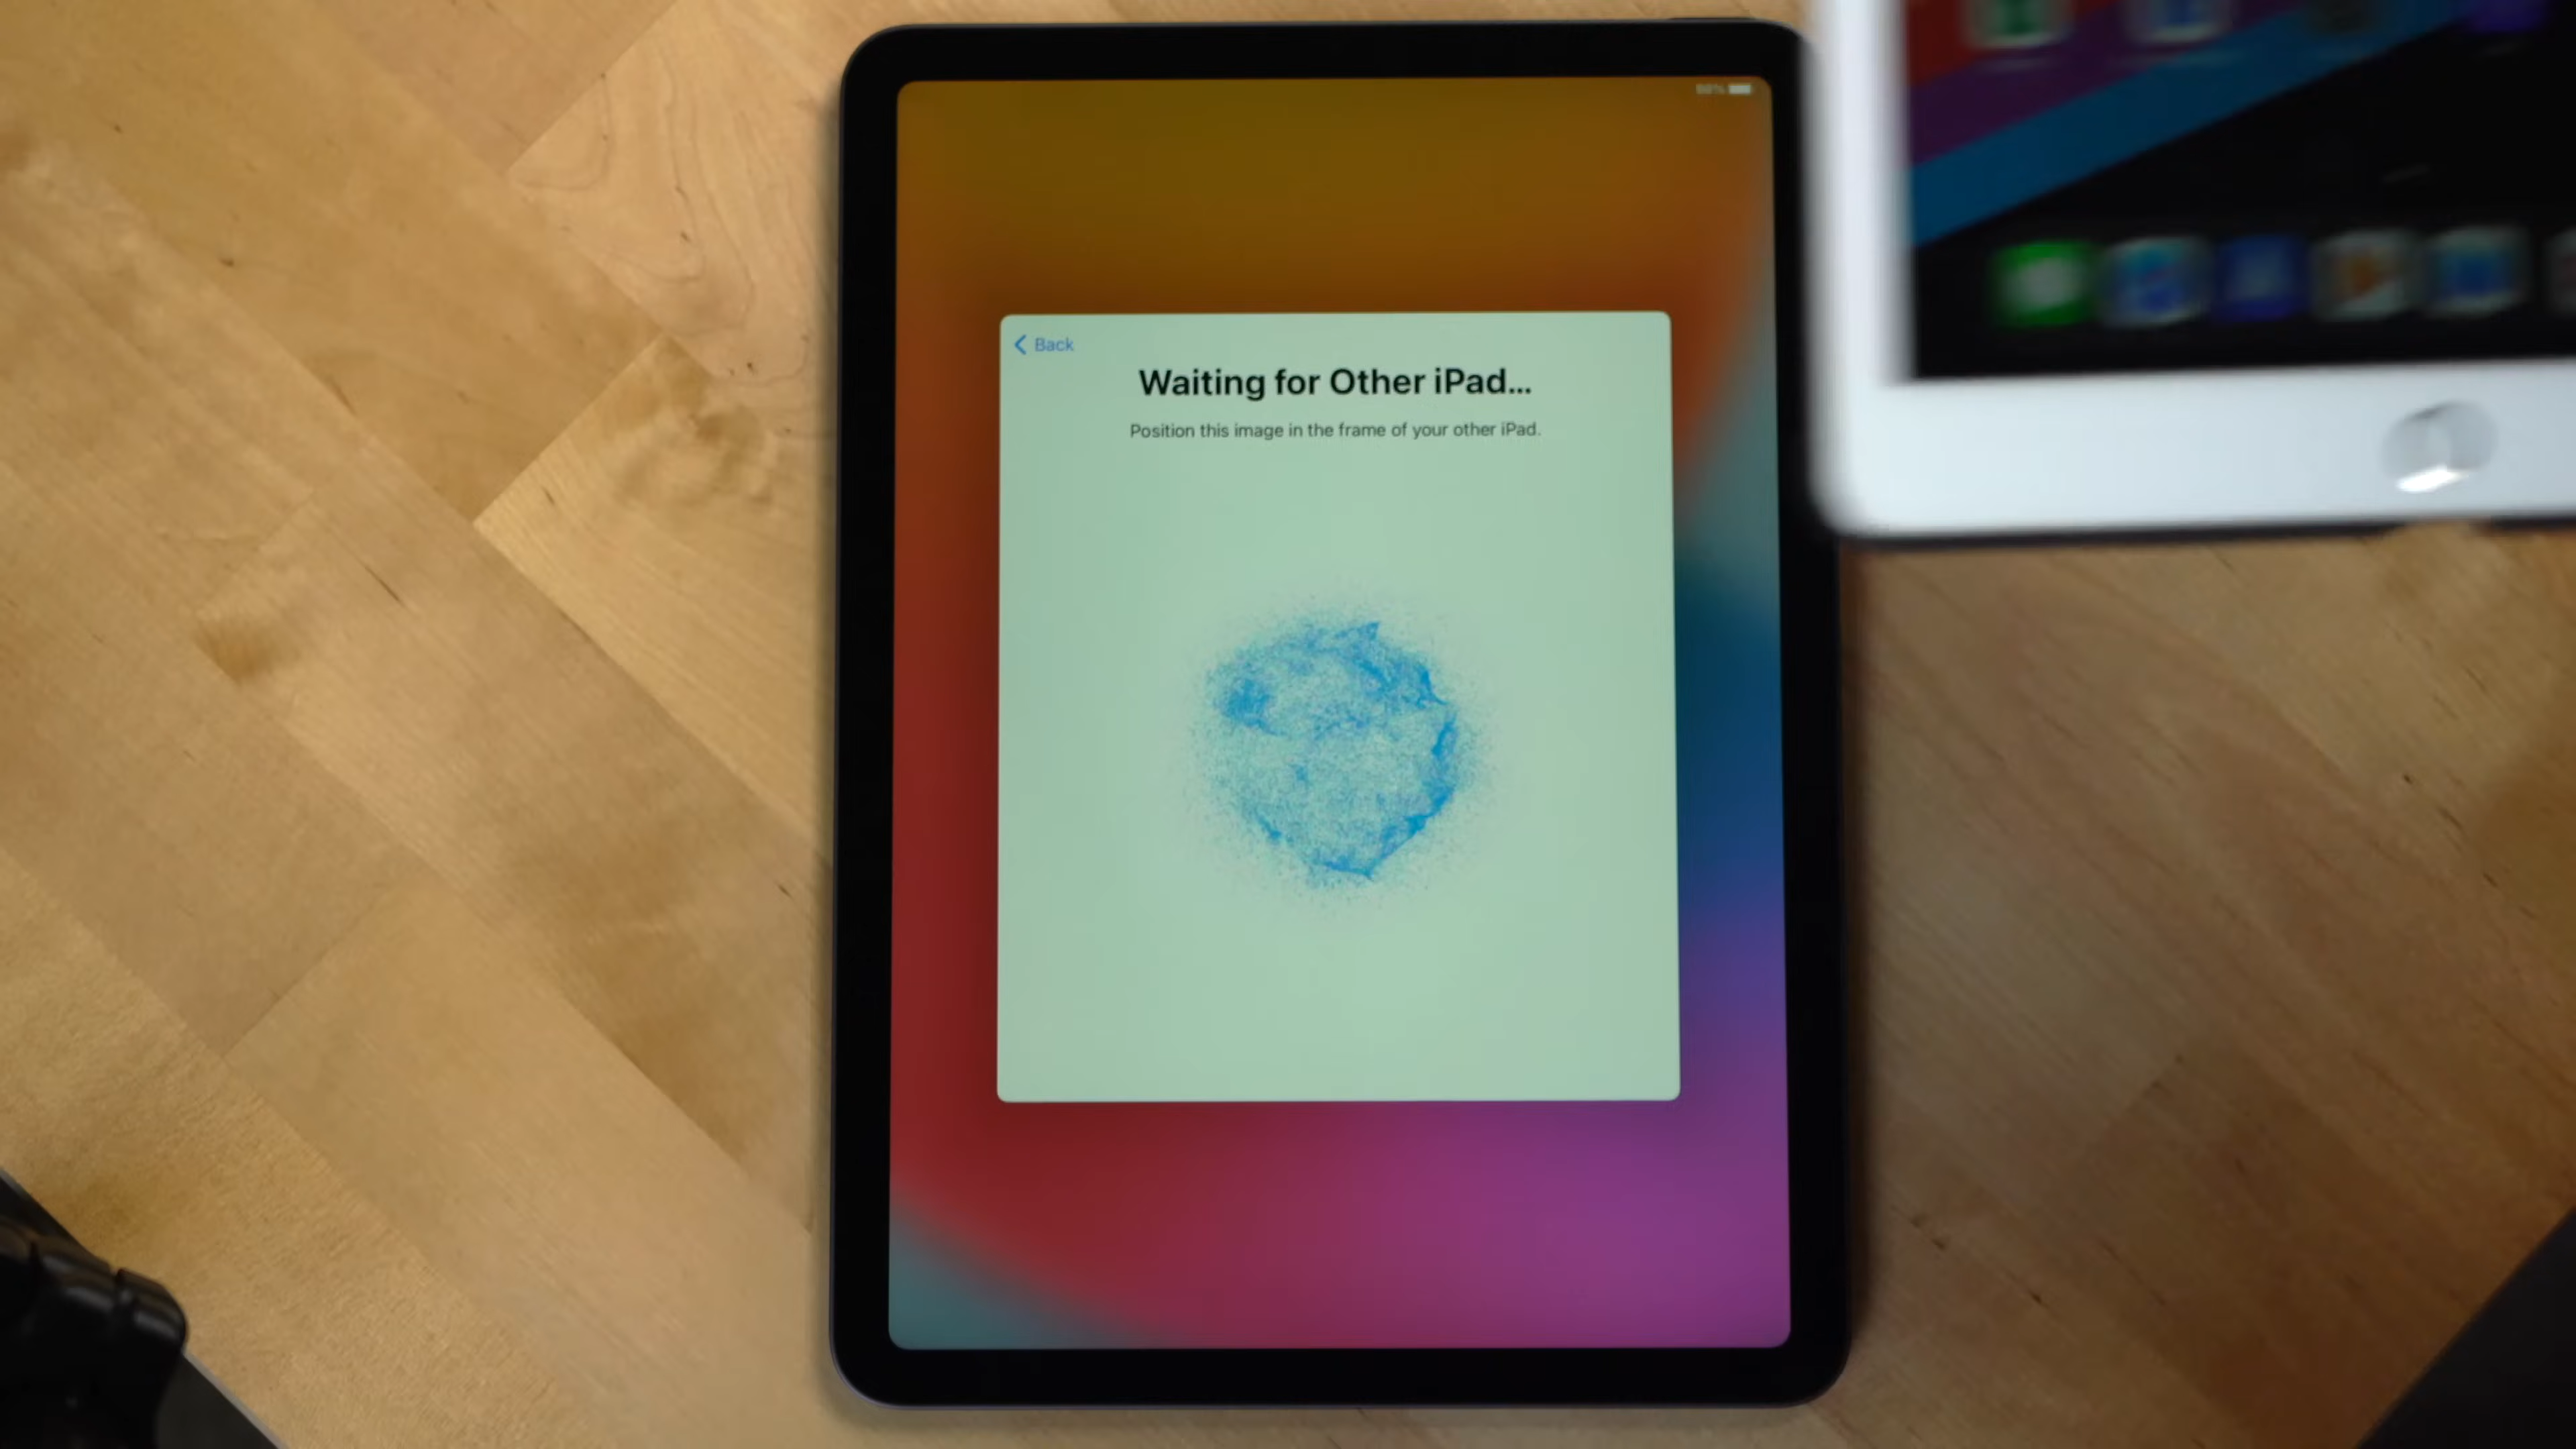 Back
Waiting for Other iPad...
Position this image in the frame of your other iPad.